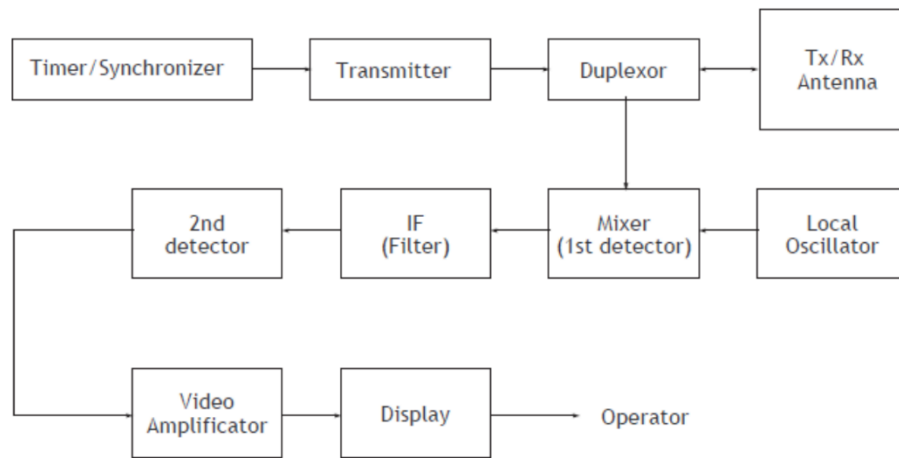 Timer/Synchronizer
Transmitter
Duplexor
Tx/Rx
Antenna
2nd
detector
IF
(Filter)
Mixer
(1st detector)
Local
Oscillator
Video
Amplificator
Display
Operator